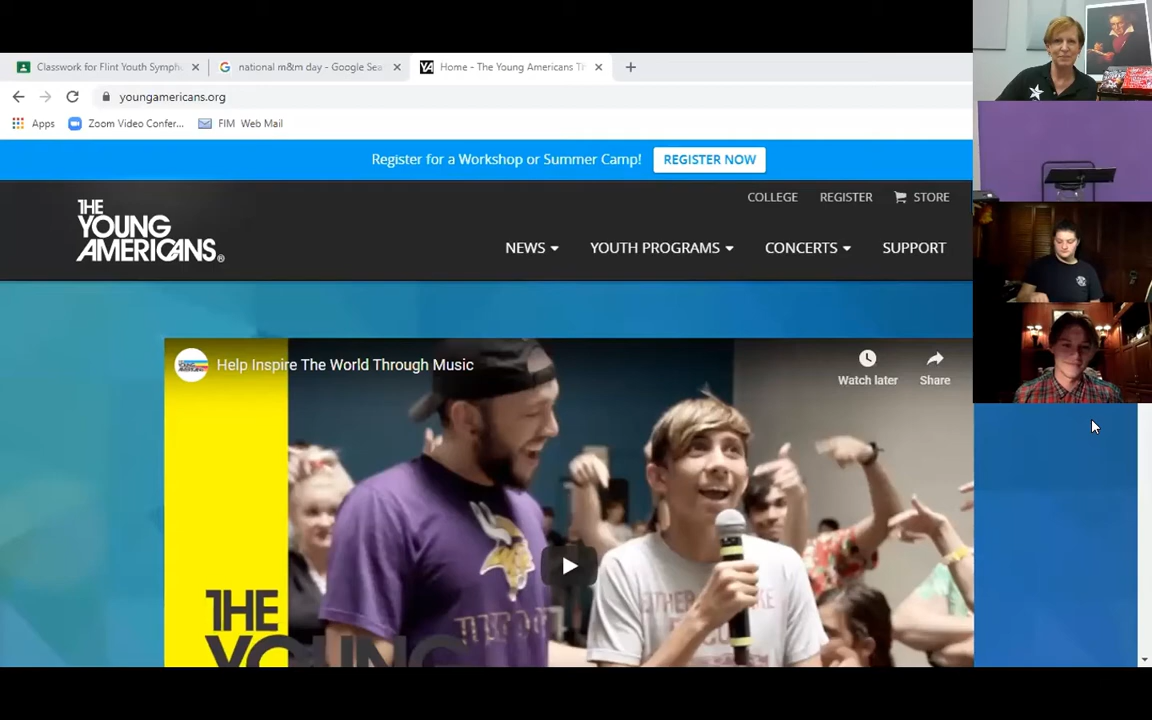 Classwork for Flint Youth Symph
national m&m day - Google Sea
Home - The Young Americans Th
youngamericans.org
Apps
Zoom Video Confer...
FIM Web Mail
Register for a Workshop or Summer Camp!
REGISTER NOW
COLLEGE
REGISTER
STORE
THE
YOUNG
AMERICANS®
NEWS
YOUTH PROGRAMS
CONCERTS
SUPPORT
Help Inspire The World Through Music
Watch later
Share
THE
YOUNG